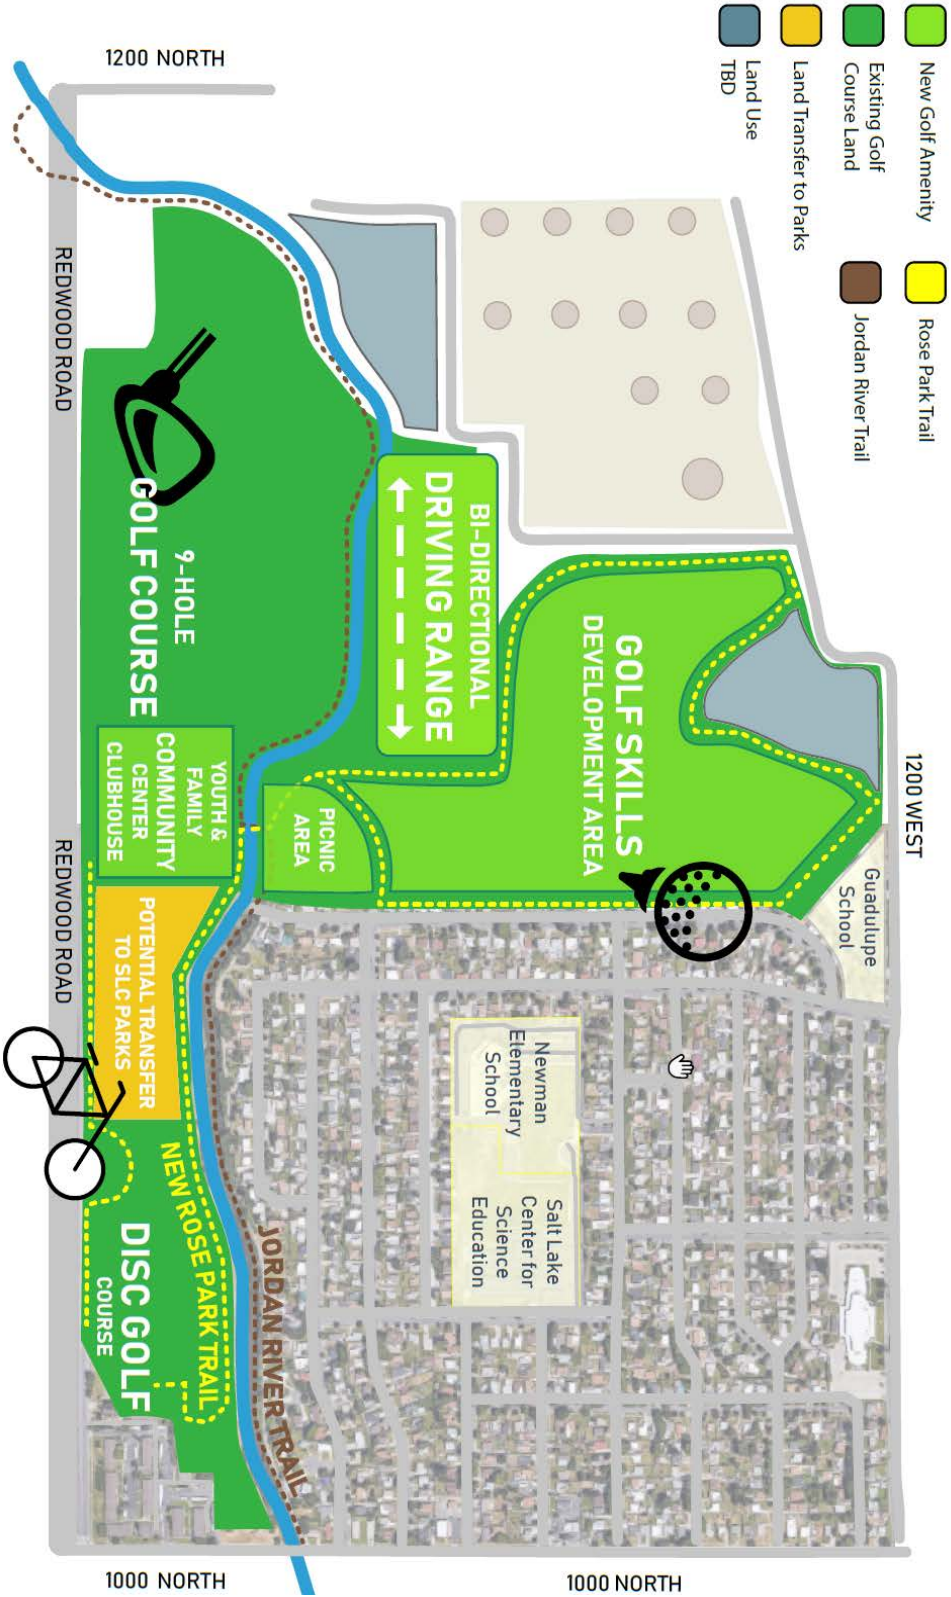 New Golf Amenity
Existing Golf
Course Land
Land Transfer to Parks
Land Use
TBD
Rose Park Trail
Jordan River Trail
1200 NORTH
REDWOOD ROAD
9-HOLE
GOLF COURSE
BI-DIRECTIONAL
DRIVING RANGE
GOLF SKILLS
DEVELOPMENT AREA
1200 WEST
YOUTH &
FAMILY
COMMUNITY
CENTER
CLUBHOUSE
PICNIC
AREA
Guadulupe
School
REDWOOD ROAD
POTENTIAL TRANSFER
TO SLC PARKS
Newman
Elementary
School
Salt Lake
Center for
Science
Education
NEW ROSE PARK TRAIL
JORDAN RIVER TRAIL
DISC GOLF
COURSE
1000 NORTH
1000 NORTH